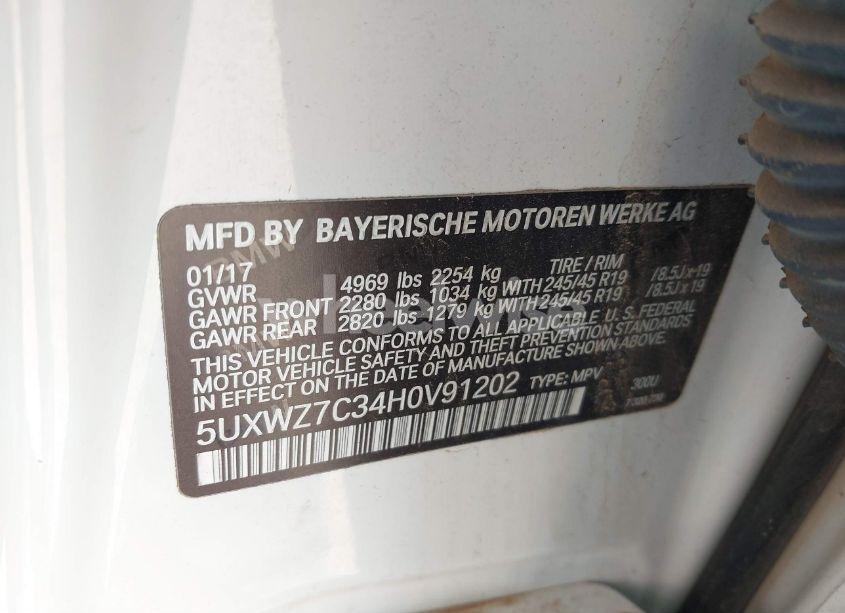 MFD BY BAYERISCHE MOTOREN WERKE AG
01/17 TIRE / RIM
GVWR 4969 lbs 2254 kg
GAWR FRONT 2280 lbs 1034 kg WITH 245/45 R19 /8.5J x 19
GAWR REAR 2820 lbs 1279 kg WITH 245/45 R19 /8.5J x 19
THIS VEHICLE CONFORMS TO ALL APPLICABLE U. S. FEDERAL
MOTOR VEHICLE SAFETY AND THEFT PREVENTION STANDARDS
IN EFFECT ON THE DATE OF MANUFACTURE SHOWN ABOVE.
5UXWZ7C34H0V91202 TYPE: MPV 300U